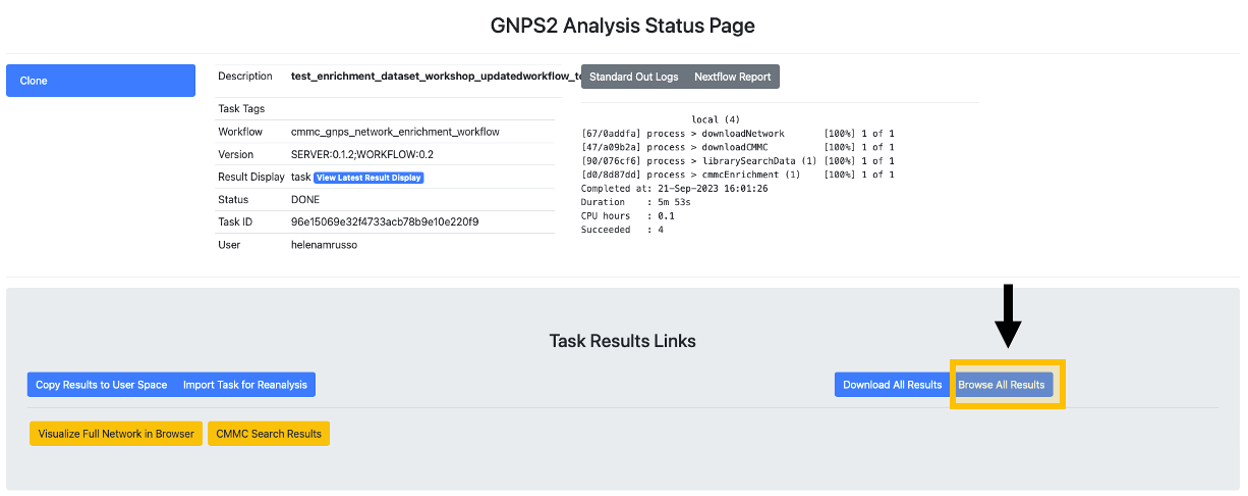 GNPS2 Analysis Status Page
Clone
Description test_enrichment_dataset_workshop_updatedworkflow_to
Task Tags
Workflow cmmc_gnps_network_enrichment_workflow
Version SERVER:0.1.2;WORKFLOW:0.2
Result Display task View Latest Result Display
Status DONE
Task ID 96e15069e32f4733acb78b9e10e220f9
User helenamrusso
Standard Out Logs Nextflow Report
local (4)
[67/0addfa] process > downloadNetwork [100%] 1 of 1
[47/a09b2a] process > downloadCMMC [100%] 1 of 1
[90/076cf6] process > librarySearchData (1) [100%] 1 of 1
[d0/8d87dd] process > cmmcEnrichment (1) [100%] 1 of 1
Completed at: 21-Sep-2023 16:01:26
Duration : 5m 53s
CPU hours : 0.1
Succeeded : 4
Task Results Links
Copy Results to User Space Import Task for Reanalysis Download All Results Browse All Results
Visualize Full Network in Browser CMMC Search Results